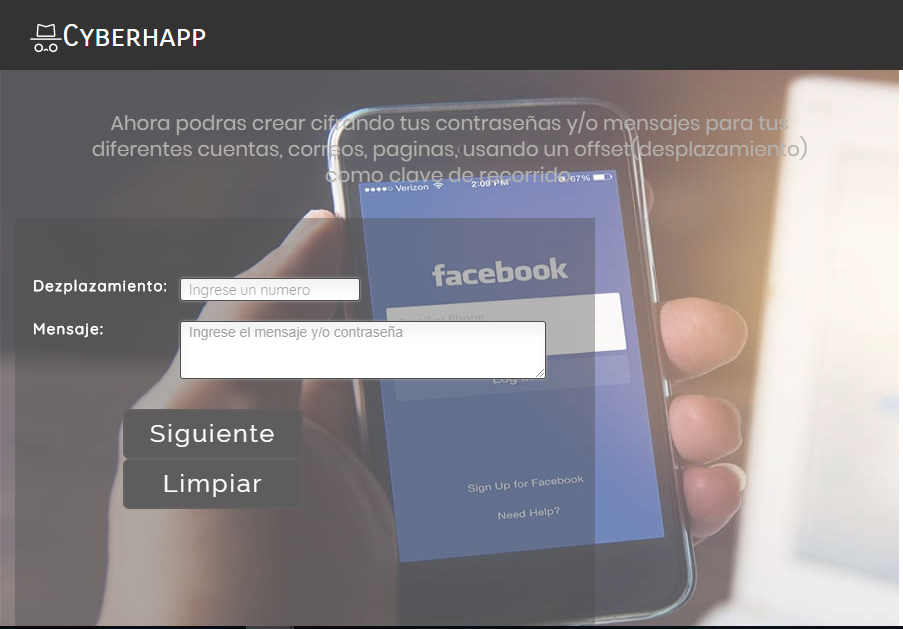 CYBERHAPP
Ahora podras crear cifrando tus contraseñas y/o mensajes para tus
diferentes cuentas, correos, paginas, usando un offset(desplazamiento)
como clave de recorrido.
Verizon 2:09 PM 67%
facebook
Dezplazamiento: Ingrese un numero
Email or Phone
Mensaje: Ingrese el mensaje y/o contraseña
Log In
Siguiente
Limpiar
Sign Up for Facebook
Need Help?